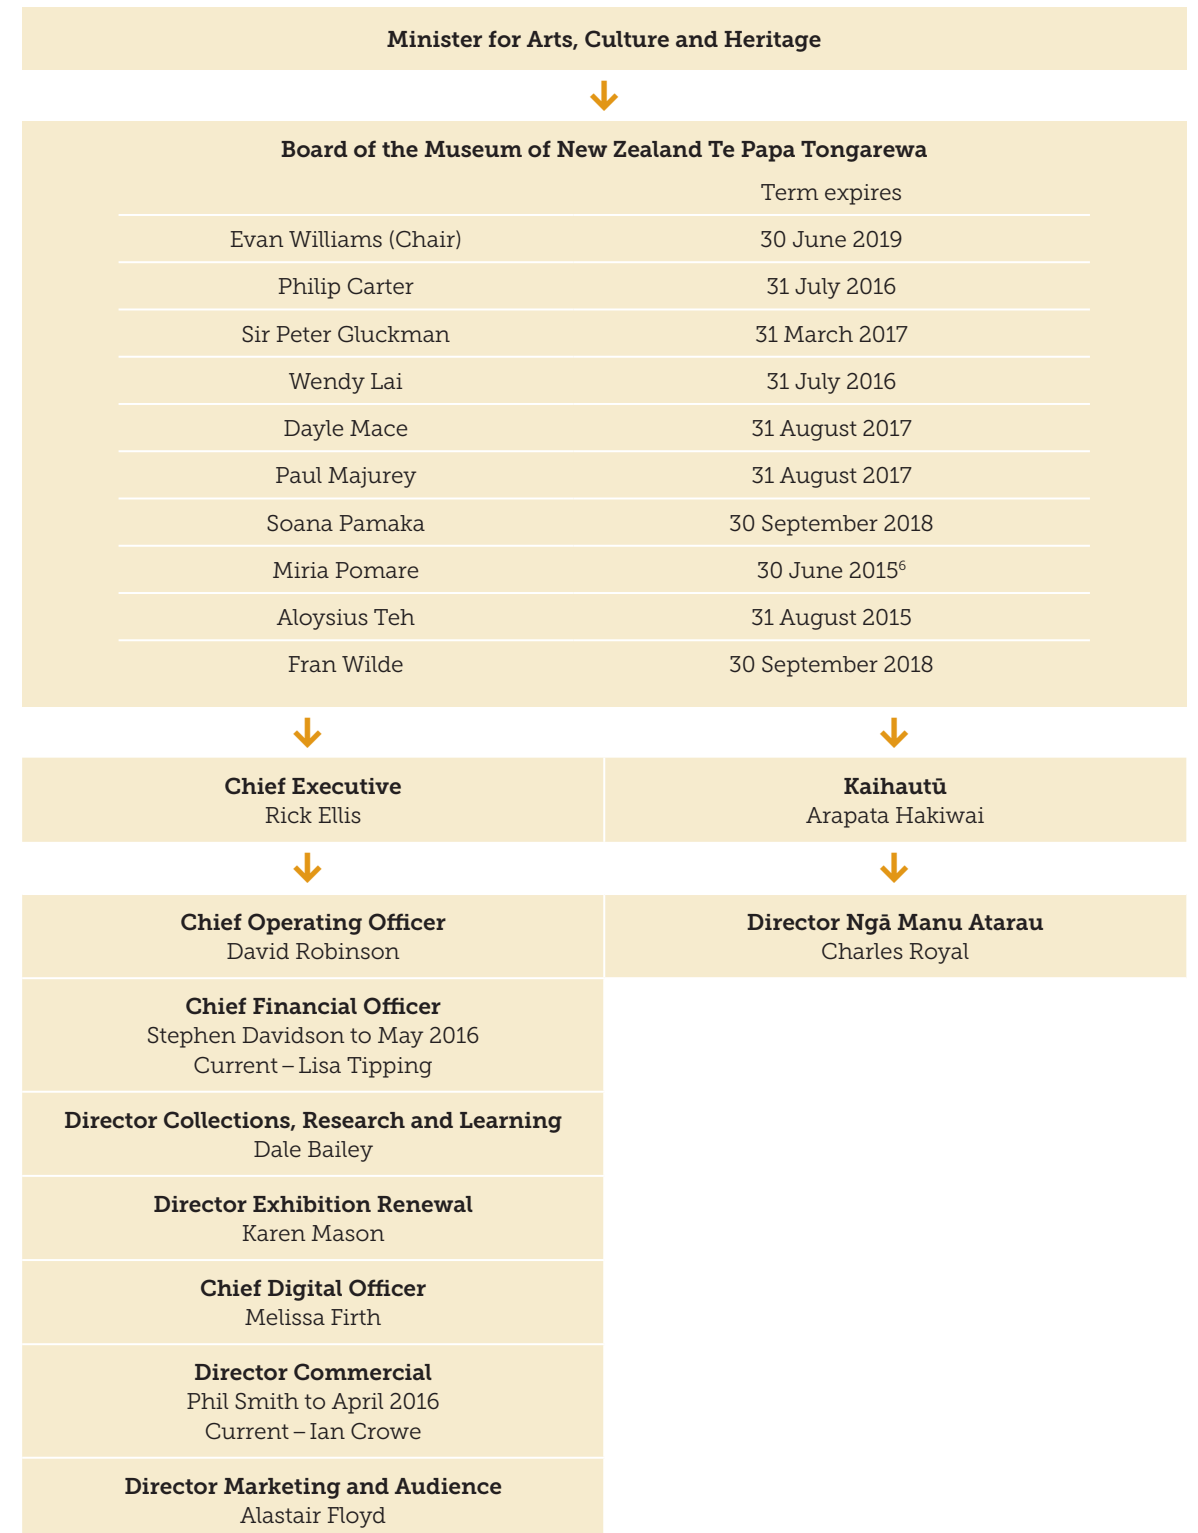 Minister for Arts, Culture and Heritage
Board of the Museum of New Zealand Te Papa Tongarewa
Term expires
Evan Williams (Chair) 30 June 2019
Philip Carter 31 July 2016
Sir Peter Gluckman 31 March 2017
Wendy Lai 31 July 2016
Dayle Mace 31 August 2017
Paul Majurey 31 August 2017
Soana Pamaka 30 September 2018
Miria Pomare 30 June 2015⁶
Aloysius Teh 31 August 2015
Fran Wilde 30 September 2018
Chief Executive
Rick Ellis
Kaihautū
Arapata Hakiwai
Chief Operating Officer
David Robinson
Director Ngā Manu Atarau
Charles Royal
Chief Financial Officer
Stephen Davidson to May 2016
Current – Lisa Tipping
Director Collections, Research and Learning
Dale Bailey
Director Exhibition Renewal
Karen Mason
Chief Digital Officer
Melissa Firth
Director Commercial
Phil Smith to April 2016
Current – Ian Crowe
Director Marketing and Audience
Alastair Floyd